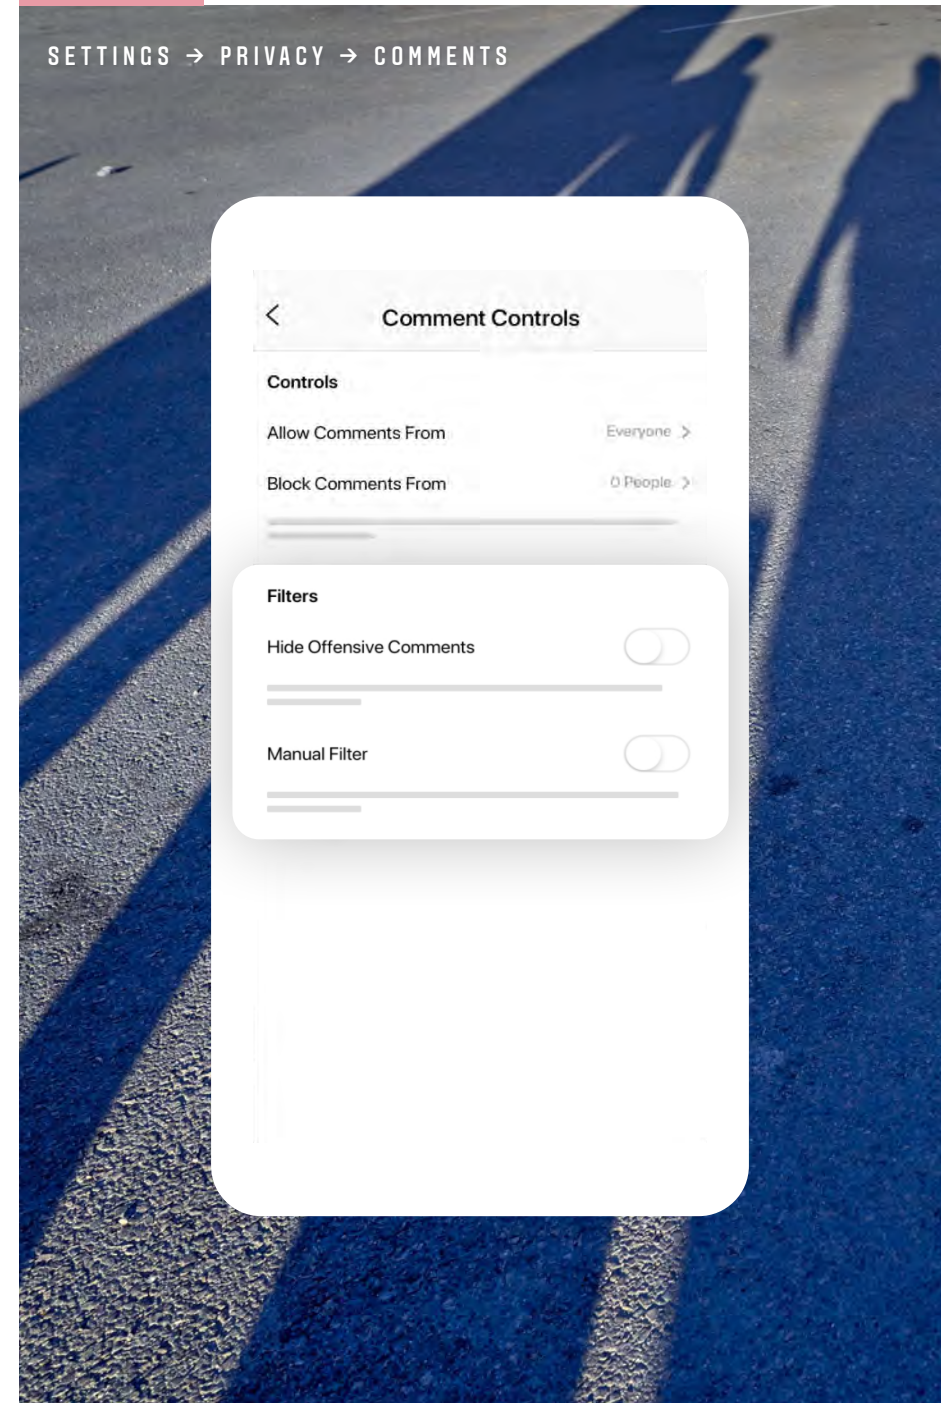 SETTINGS → PRIVACY → COMMENTS
Comment Controls
Controls
Allow Comments From Everyone
Block Comments From 0 People
Filters
Hide Offensive Comments
Manual Filter